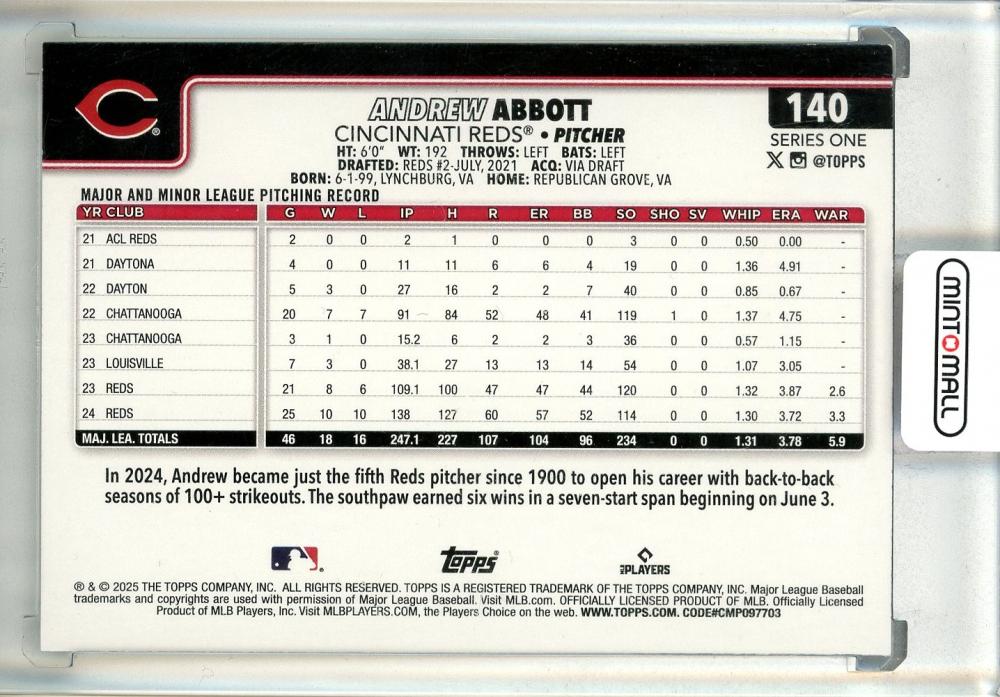 ANDREW ABBOTT
140
CINCINNATI REDS® • PITCHER
SERIES ONE
HT: 6'0" WT: 192 THROWS: LEFT BATS: LEFT
@TOPPS
DRAFTED: REDS #2-JULY, 2021 ACQ: VIA DRAFT
BORN: 6-1-99, LYNCHBURG, VA HOME: REPUBLICAN GROVE, VA
MAJOR AND MINOR LEAGUE PITCHING RECORD
YR CLUB G W L IP H R ER BB SO SHO SV WHIP ERA WAR
21 ACL REDS 2 0 0 2 1 0 0 0 3 0 0 0.50 0.00 -
21 DAYTONA 4 0 0 11 11 6 6 4 19 0 0 1.36 4.91 -
22 DAYTON 5 3 0 27 16 2 2 7 40 0 0 0.85 0.67 -
22 CHATTANOOGA 20 7 7 91 84 52 48 41 119 1 0 1.37 4.75 -
23 CHATTANOOGA 3 1 0 15.2 6 2 2 3 36 0 0 0.57 1.15 -
23 LOUISVILLE 7 3 0 38.1 27 13 13 14 54 0 0 1.07 3.05 -
23 REDS 21 8 6 109.1 100 47 47 44 120 0 0 1.32 3.87 2.6
24 REDS 25 10 10 138 127 60 57 52 114 0 0 1.30 3.72 3.3
MAJ. LEA. TOTALS 46 18 16 247.1 227 107 104 96 234 0 0 1.31 3.78 5.9
In 2024, Andrew became just the fifth Reds pitcher since 1900 to open his career with back-to-back
seasons of 100+ strikeouts. The southpaw earned six wins in a seven-start span beginning on June 3.
Topps®
MLB PLAYERS
® & © 2025 THE TOPPS COMPANY, INC. ALL RIGHTS RESERVED. TOPPS IS A REGISTERED TRADEMARK OF THE TOPPS COMPANY, INC. Major League Baseball
trademarks and copyrights are used with permission of Major League Baseball. Visit MLB.com. OFFICIALLY LICENSED PRODUCT OF MLB. Officially Licensed
Product of MLB Players, Inc. Visit MLBPLAYERS.COM, the Players Choice on the web. WWW.TOPPS.COM. CODE#CMP097703
MINTOMALL